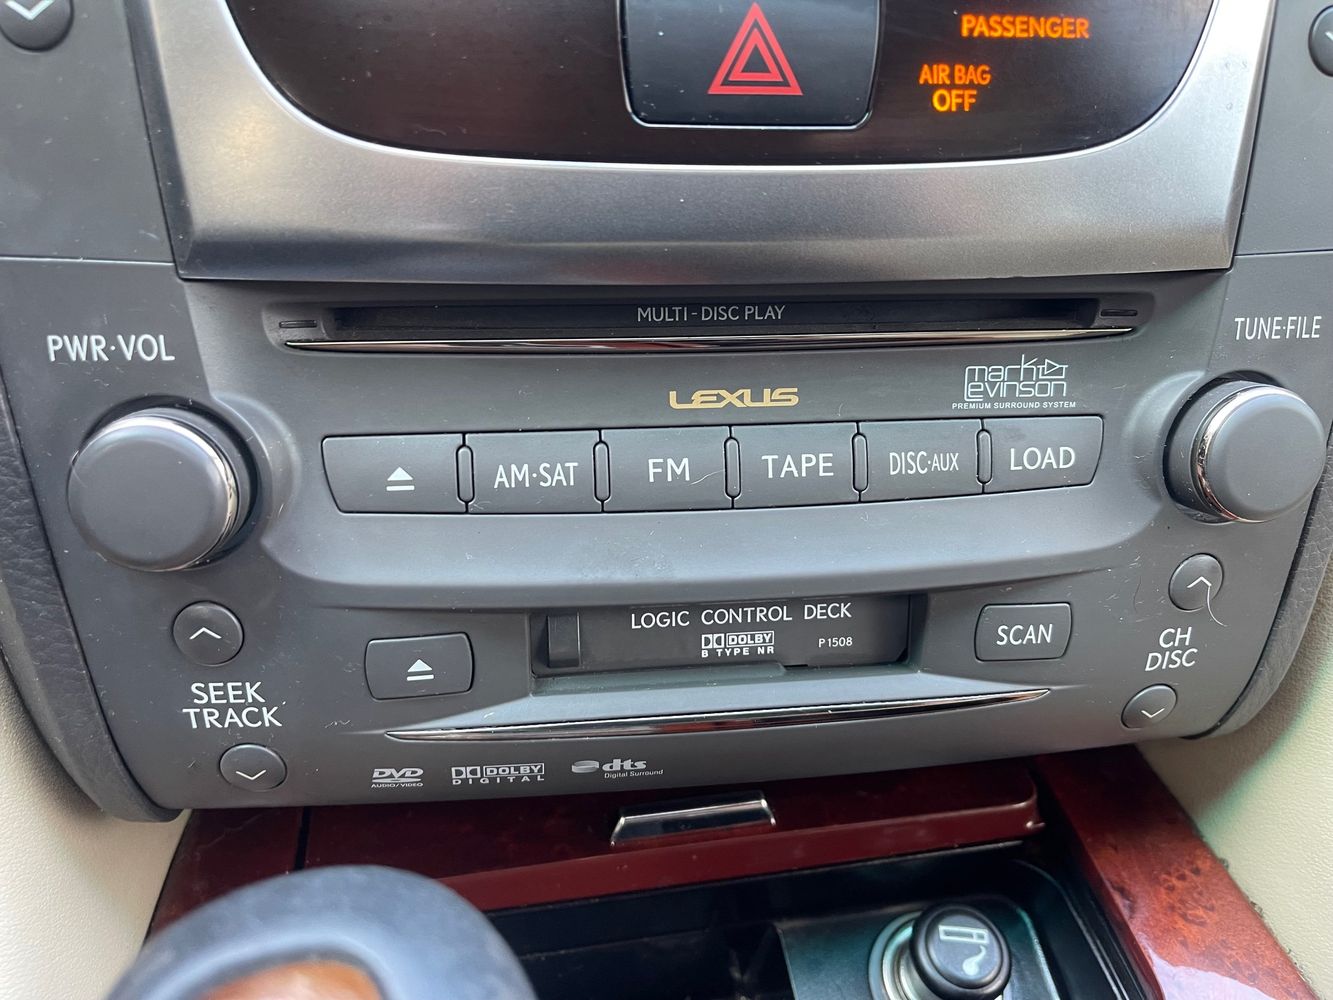 PASSENGER
AIR BAG
OFF
MULTI-DISC PLAY
PWR·VOL
TUNE·FILE
LEXUS
mark
levinson
PREMIUM SURROUND SYSTEM
AM·SAT
FM
TAPE
DISC·AUX
LOAD
LOGIC CONTROL DECK
DOLBY
B TYPE NR
P1508
SCAN
CH
DISC
SEEK
TRACK
DVD
AUDIO/VIDEO
DOLBY
DIGITAL
dts
Digital Surround